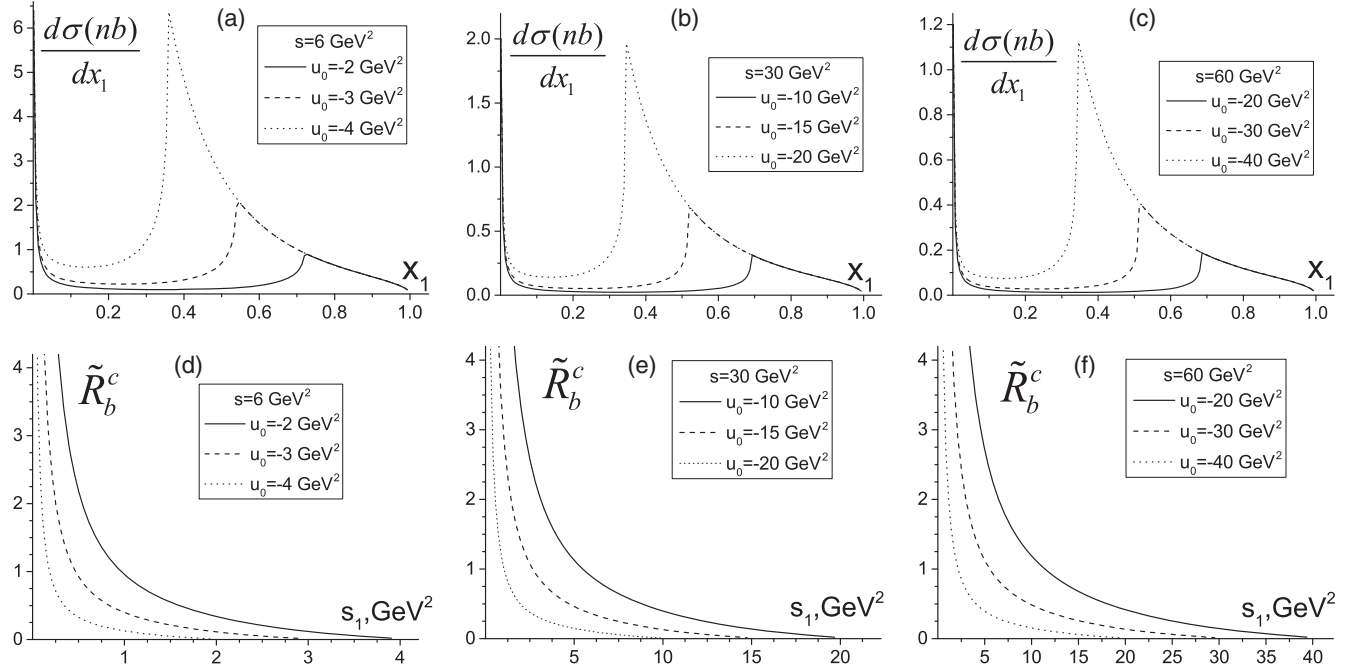 (a)
dσ(nb)
dx₁
s=6 GeV²
u₀=-2 GeV²
u₀=-3 GeV²
u₀=-4 GeV²
x₁
6
5
4
3
2
1
0
0.2 0.4 0.6 0.8 1.0
(b)
dσ(nb)
dx₁
s=30 GeV²
u₀=-10 GeV²
u₀=-15 GeV²
u₀=-20 GeV²
x₁
2.0
1.5
1.0
0.5
0.0
0.2 0.4 0.6 0.8 1.0
(c)
dσ(nb)
dx₁
s=60 GeV²
u₀=-20 GeV²
u₀=-30 GeV²
u₀=-40 GeV²
x₁
1.2
1.0
0.8
0.6
0.4
0.2
0.0
0.2 0.4 0.6 0.8 1.0
(d)
R̃ᶜ_b
s=6 GeV²
u₀=-2 GeV²
u₀=-3 GeV²
u₀=-4 GeV²
s₁,GeV²
4
3
2
1
0
1 2 3 4
(e)
R̃ᶜ_b
s=30 GeV²
u₀=-10 GeV²
u₀=-15 GeV²
u₀=-20 GeV²
s₁,GeV²
4
3
2
1
0
5 10 15 20
(f)
R̃ᶜ_b
s=60 GeV²
u₀=-20 GeV²
u₀=-30 GeV²
u₀=-40 GeV²
s₁,GeV²
4
3
2
1
0
5 10 15 20 25 30 35 40